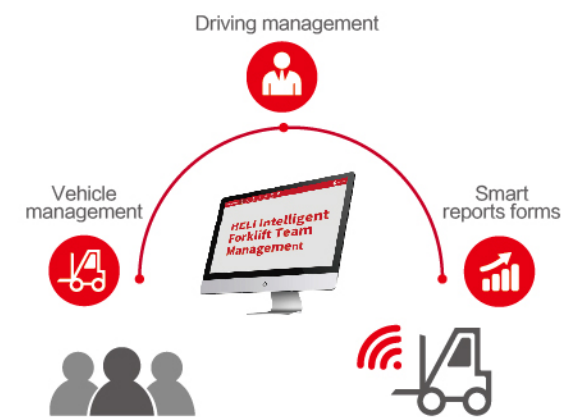 Driving management
Vehicle
management
Smart
reports forms
HELI Intelligent
Forklift Team
Management